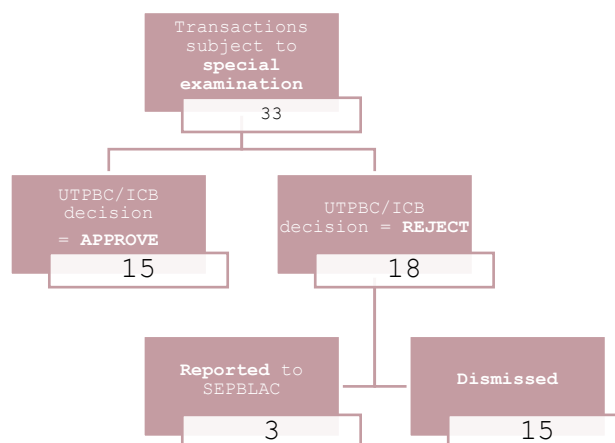 Transactions
subject to
special
examination
33
UTPBC/ICB
decision
= APPROVE
15
UTPBC/ICB
decision = REJECT
18
Reported to
SEPBLAC
3
Dismissed
15